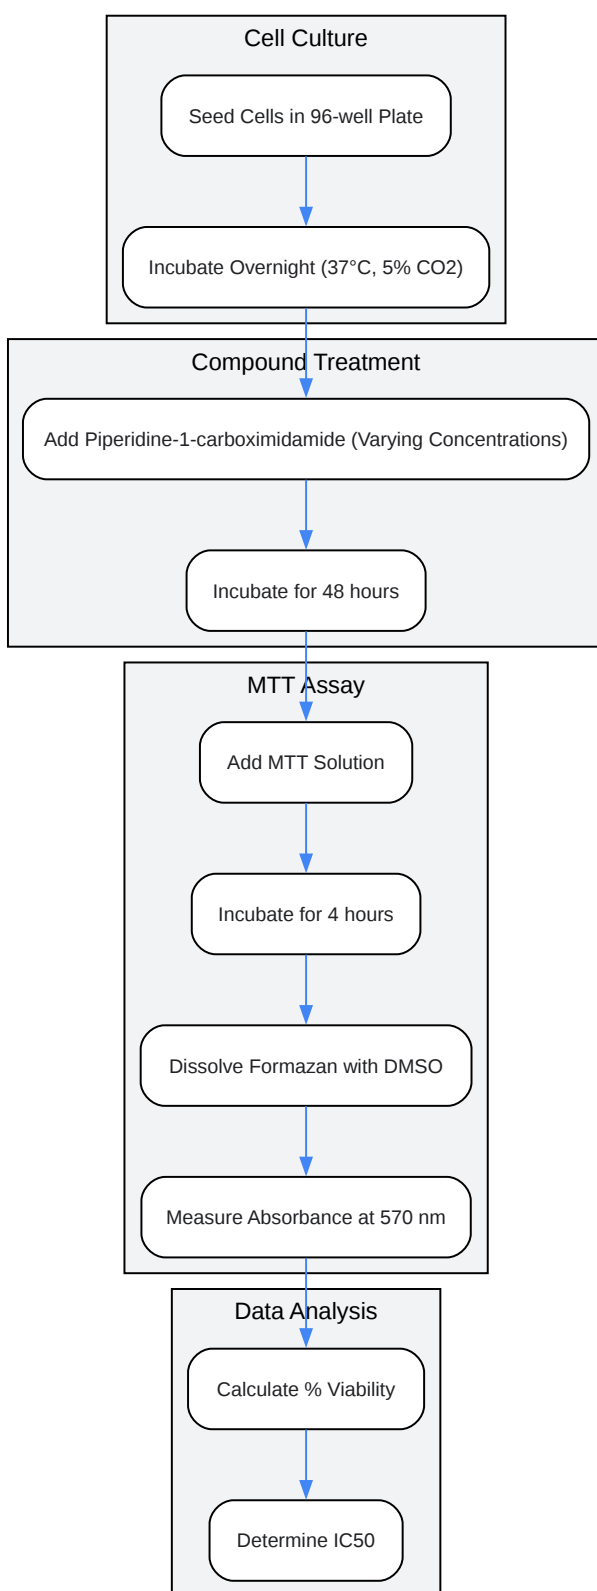 Cell Culture
Seed Cells in 96-well Plate
Incubate Overnight (37°C, 5% CO2)
Compound Treatment
Add Piperidine-1-carboximidamide (Varying Concentrations)
Incubate for 48 hours
MTT Assay
Add MTT Solution
Incubate for 4 hours
Dissolve Formazan with DMSO
Measure Absorbance at 570 nm
Data Analysis
Calculate % Viability
Determine IC50